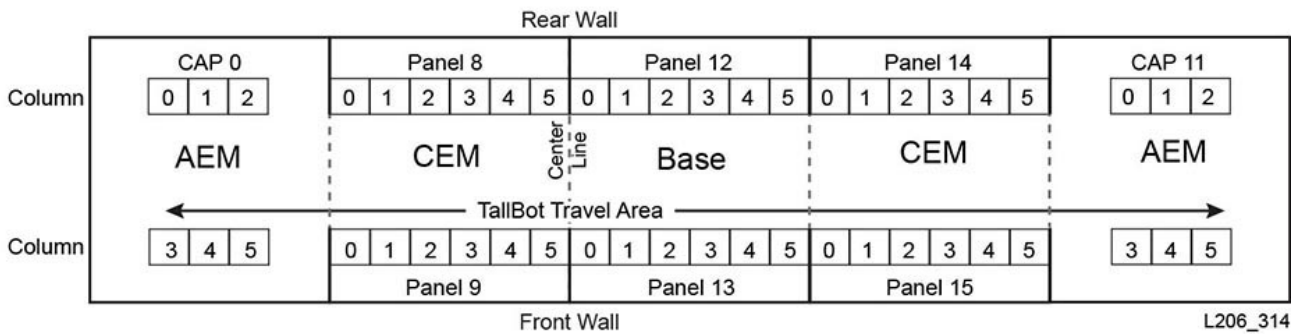 Rear Wall
CAP 0 Panel 8 Panel 12 Panel 14 CAP 11
Column 0 1 2 0 1 2 3 4 5 0 1 2 3 4 5 0 1 2 3 4 5 0 1 2
AEM CEM Center Line Base CEM AEM
TallBot Travel Area
Column 3 4 5 0 1 2 3 4 5 0 1 2 3 4 5 0 1 2 3 4 5 3 4 5
Panel 9 Panel 13 Panel 15
Front Wall
L206_314